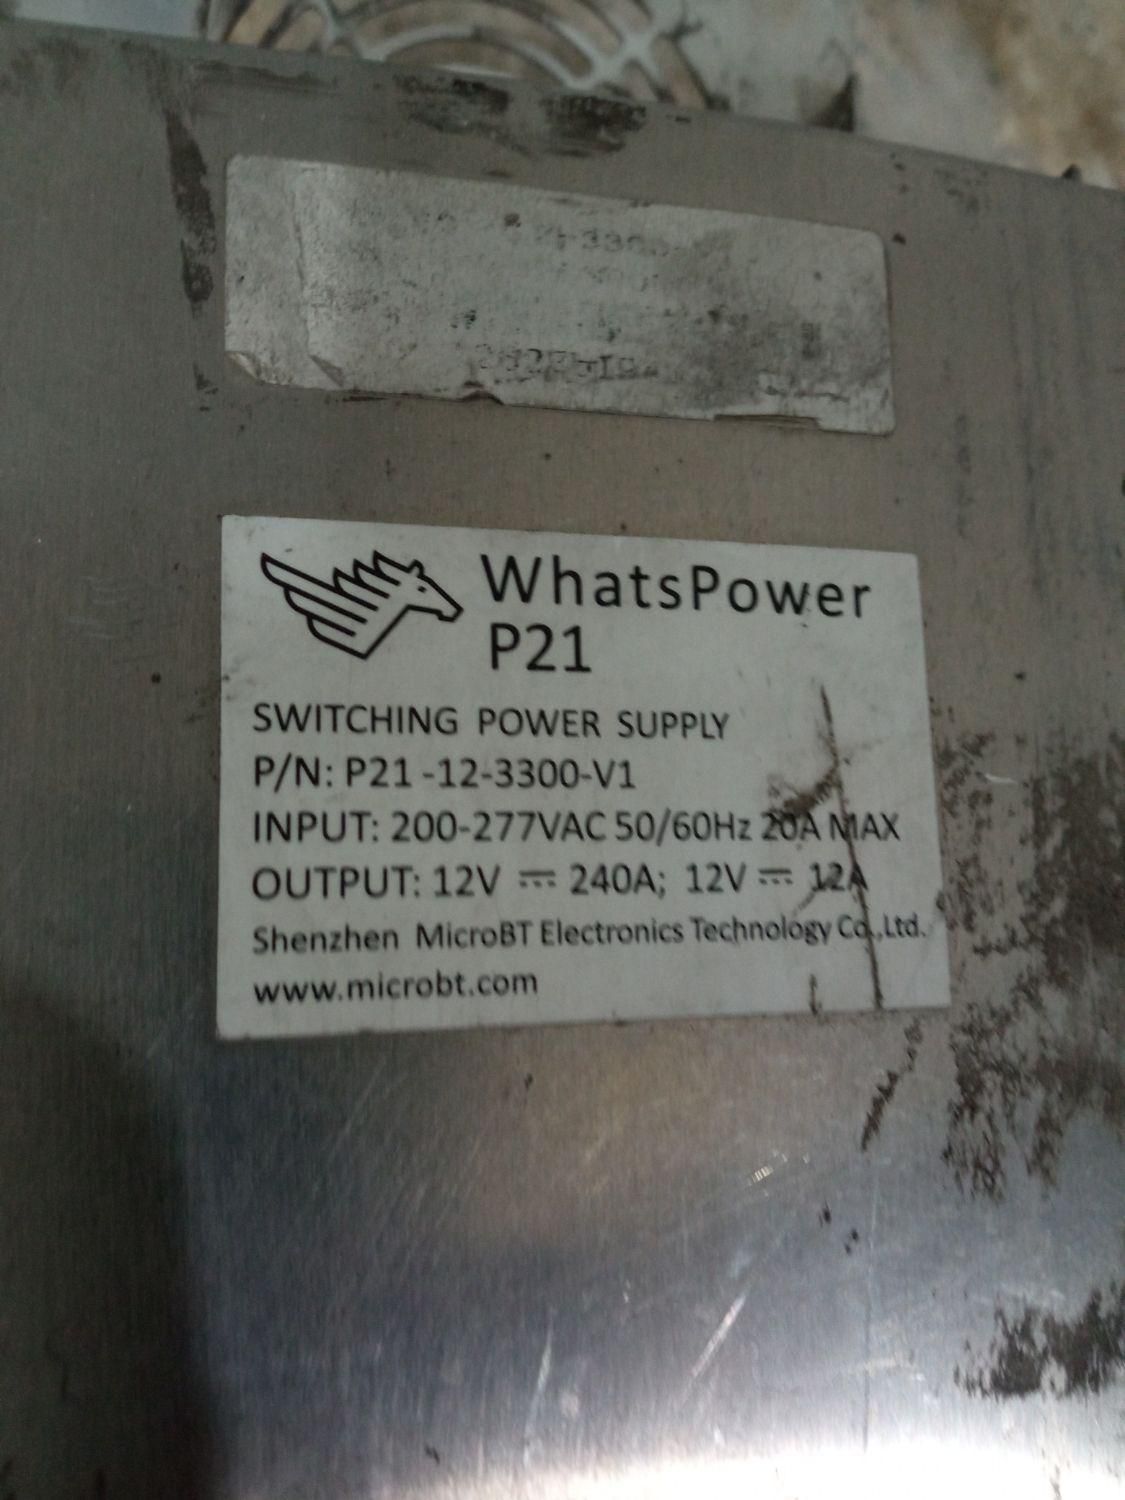 WhatsPower
P21
SWITCHING POWER SUPPLY
P/N: P21-12-3300-V1
INPUT: 200-277VAC 50/60Hz 20A MAX
OUTPUT: 12V ⎓ 240A; 12V ⎓ 12A
Shenzhen MicroBT Electronics Technology Co.,Ltd.
www.microbt.com